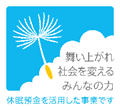 舞い上がれ
社会を変える
みんなの力
休眠預金を活用した事業です